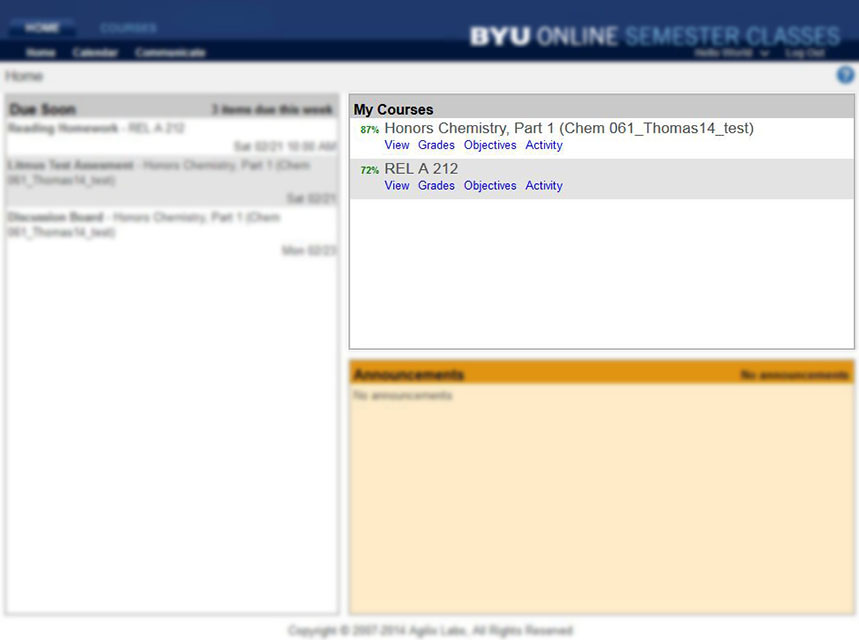 HOME COURSES
BYU ONLINE SEMESTER CLASSES
Home Calendar Communicate
Hello World Log Out
Home
?
Due Soon 3 items due this week
Reading Homework - REL A 212
Sat 02/21 10:00 AM
Litmus Test Assesment - Honors Chemistry, Part 1 (Chem
061_Thomas14_test)
Sat 02/21
Discussion Board - Honors Chemistry, Part 1 (Chem
061_Thomas14_test)
Mon 02/23
My Courses
87% Honors Chemistry, Part 1 (Chem 061_Thomas14_test)
View Grades Objectives Activity
72% REL A 212
View Grades Objectives Activity
Announcements No announcements
No announcements
Copyright © 2007-2014 Agilix Labs, All Rights Reserved